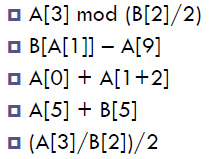 A[3] mod (B[2]/2)
B[A[1]] – A[9]
A[0] + A[1+2]
A[5] + B[5]
(A[3]/B[2])/2